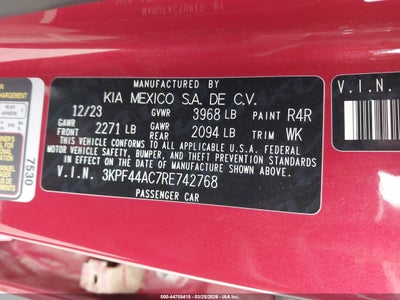 MANUFACTURED BY
KIA MEXICO S.A. DE C.V.
12/23 GVWR 3968 LB PAINT R4R
GAWR FRONT 2271 LB GAWR REAR 2094 LB TRIM WK
THIS VEHICLE CONFORMS TO ALL APPLICABLE U.S. FEDERAL
MOTOR VEHICLE SAFETY, BUMPER, AND THEFT PREVENTION STANDARDS
IN EFFECT ON THE DATE OF MANUFACTURE SHOWN ABOVE.
V.I.N. 3KPF44AC7RE742768
PASSENGER CAR
V.I.N.
REAR
7530
000-44705415 | 03/25/2026 | IAA